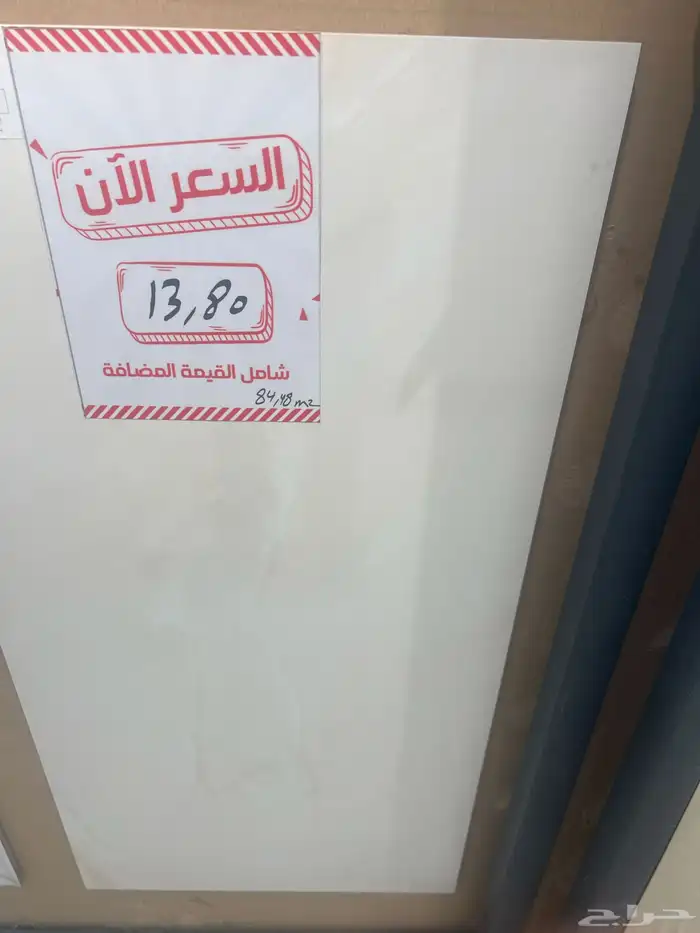 السعر الآن
13,80
شامل القيمة المضافة
84,48 m2
حراج